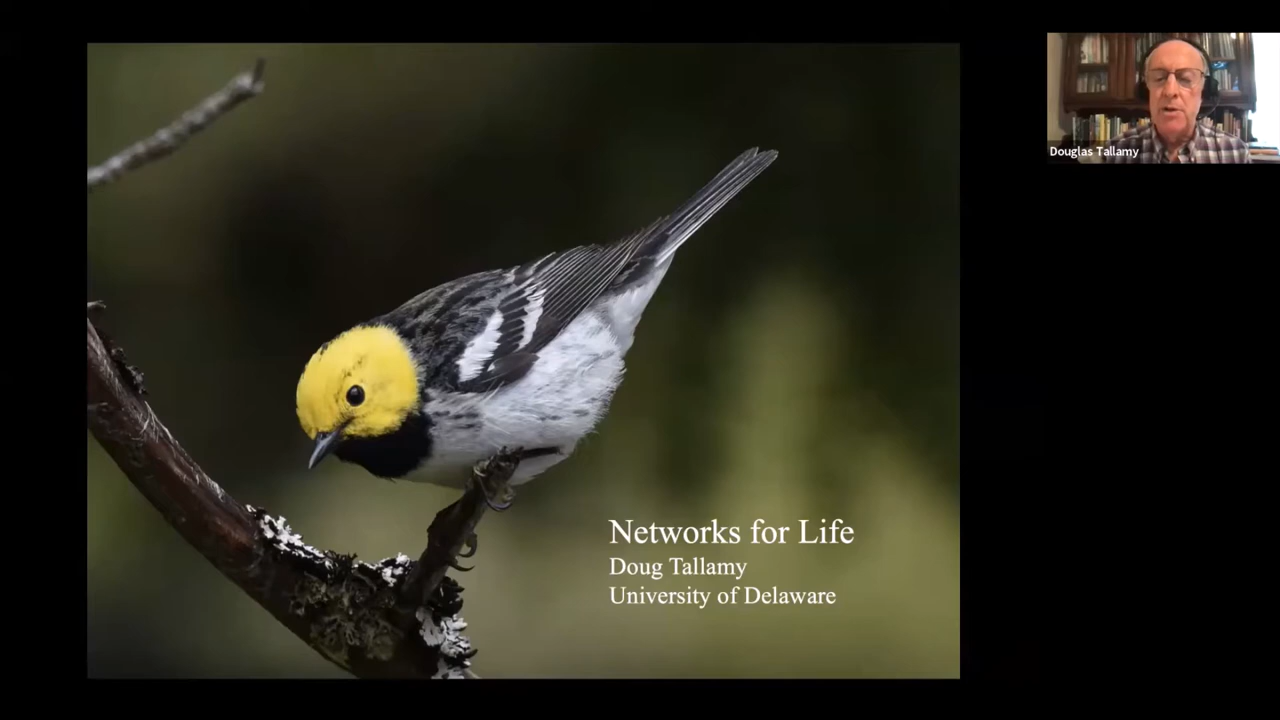 Networks for Life
Doug Tallamy
University of Delaware
Douglas Tallamy